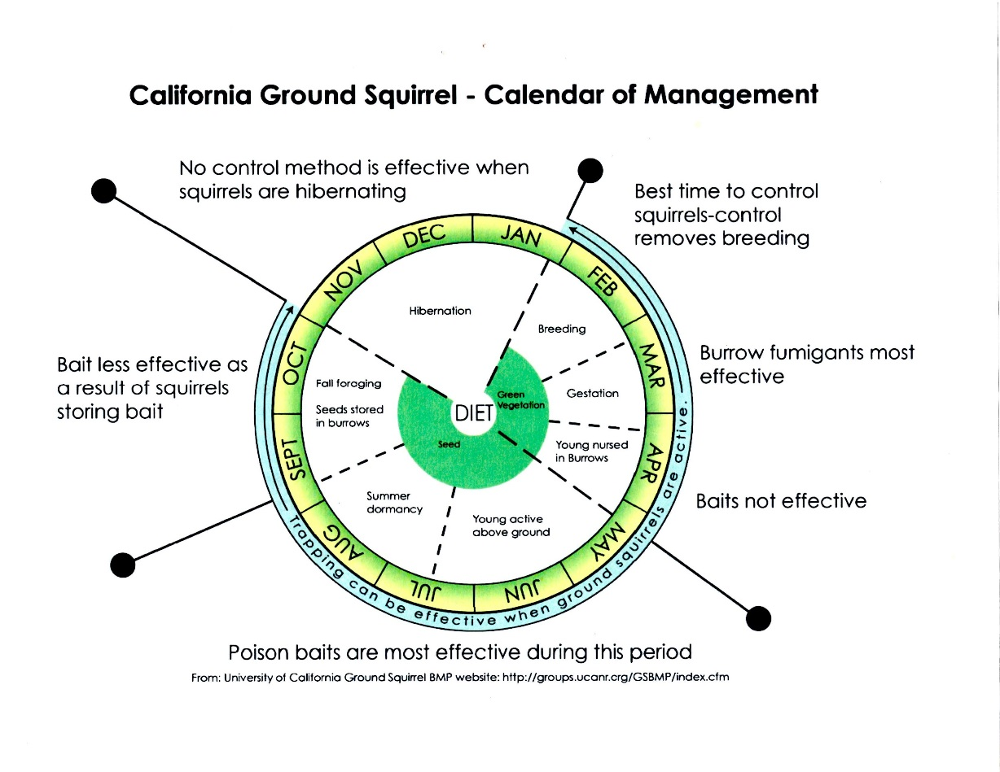 California Ground Squirrel - Calendar of Management
No control method is effective when
squirrels are hibernating
Best time to control
squirrels-control
removes breeding
Burrow fumigants most
effective
Baits not effective
Bait less effective as
a result of squirrels
storing bait
JAN
FEB
MAR
APR
MAY
JUN
JUL
AUG
SEPT
OCT
NOV
DEC
Hibernation
Breeding
Gestation
Young nursed
in Burrows
Young active
above ground
Summer
dormancy
Fall foraging
Seeds stored
in burrows
DIET
Green
Vegetation
Seed
Trapping can be effective when ground squirrels are active.
Poison baits are most effective during this period
From: University of California Ground Squirrel BMP website: http://groups.ucanr.org/GSBMP/index.cfm